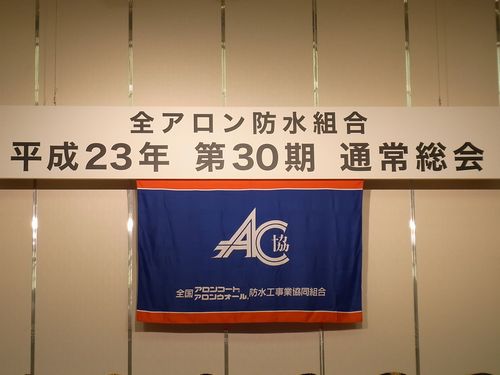 全アロン防水組合
平成23年 第30期 通常総会
AC協
全国アロンコート、アロンウォール防水工事業協同組合